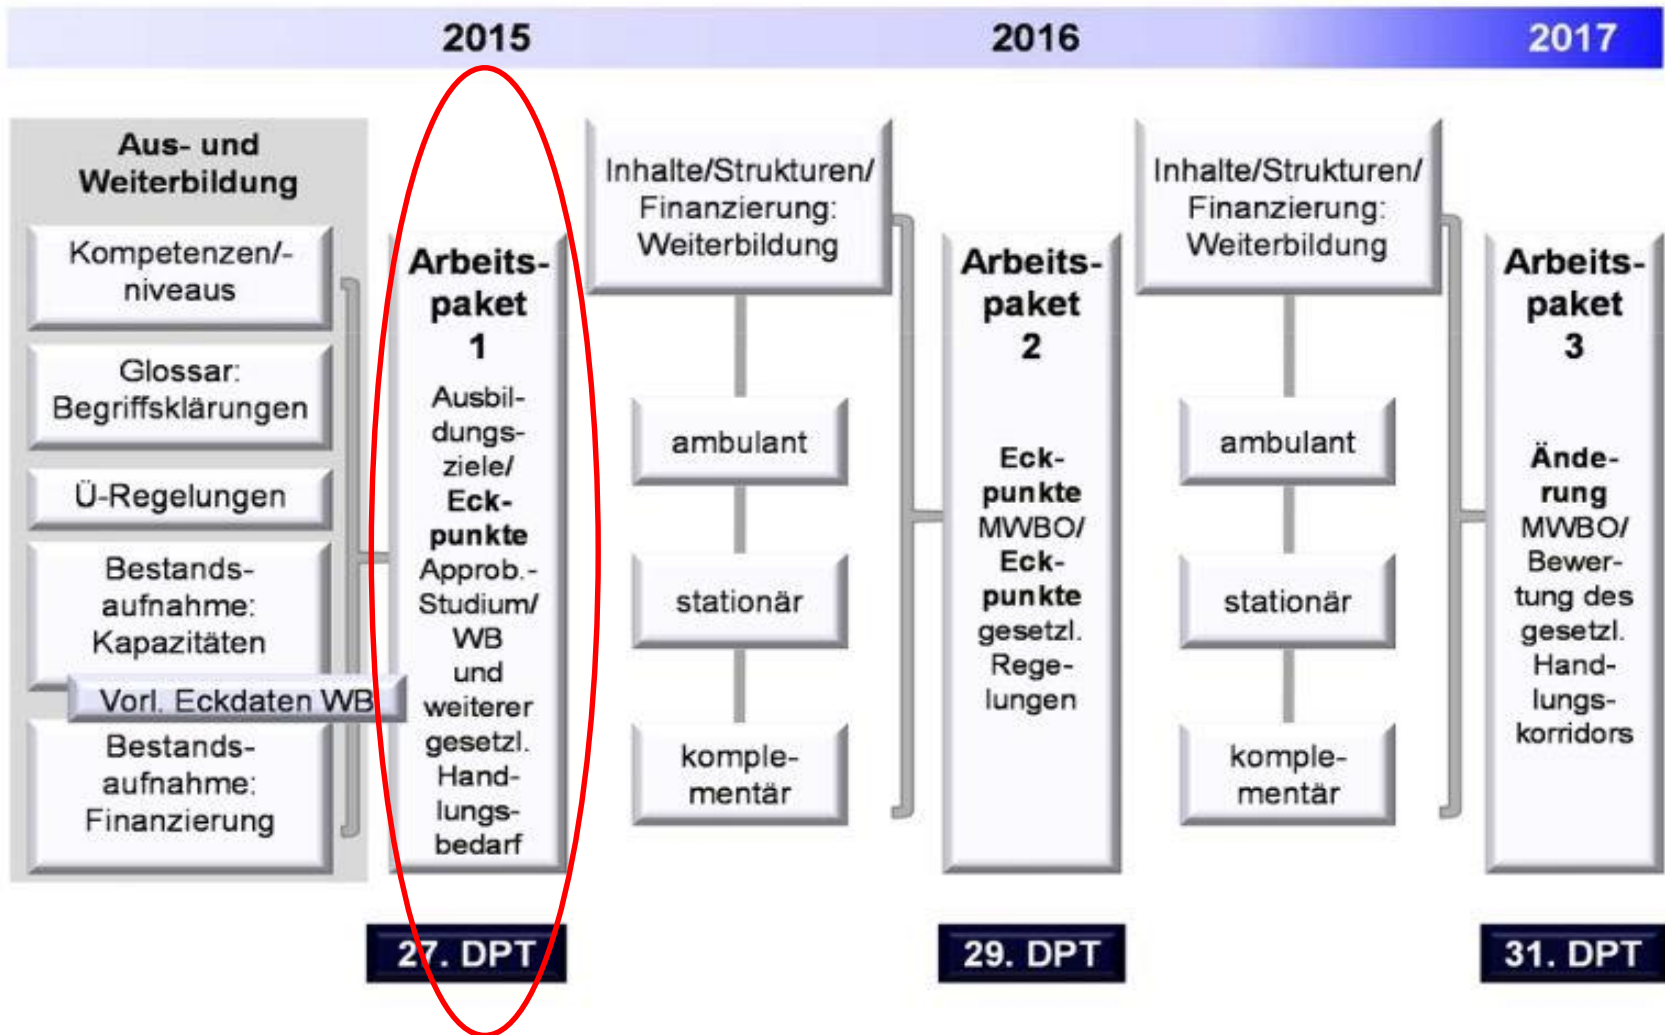 2015
2016
2017
Aus- und
Weiterbildung
Kompetenzen/-
niveaus
Glossar:
Begriffsklärungen
Ü-Regelungen
Bestands-
aufnahme:
Kapazitäten
Vorl. Eckdaten WB
Bestands-
aufnahme:
Finanzierung
Arbeits-
paket
1
Ausbil-
dungs-
ziele/
Eck-
punkte
Approb.-
Studium/
WB
und
weiterer
gesetzl.
Hand-
lungs-
bedarf
27. DPT
Inhalte/Strukturen/
Finanzierung:
Weiterbildung
ambulant
stationär
komple-
mentär
Arbeits-
paket
2
Eck-
punkte
MWBO/
Eck-
punkte
gesetzl.
Rege-
lungen
29. DPT
Inhalte/Strukturen/
Finanzierung:
Weiterbildung
ambulant
stationär
komple-
mentär
Arbeits-
paket
3
Ände-
rung
MWBO/
Bewer-
tung des
gesetzl.
Hand-
lungs-
korridors
31. DPT